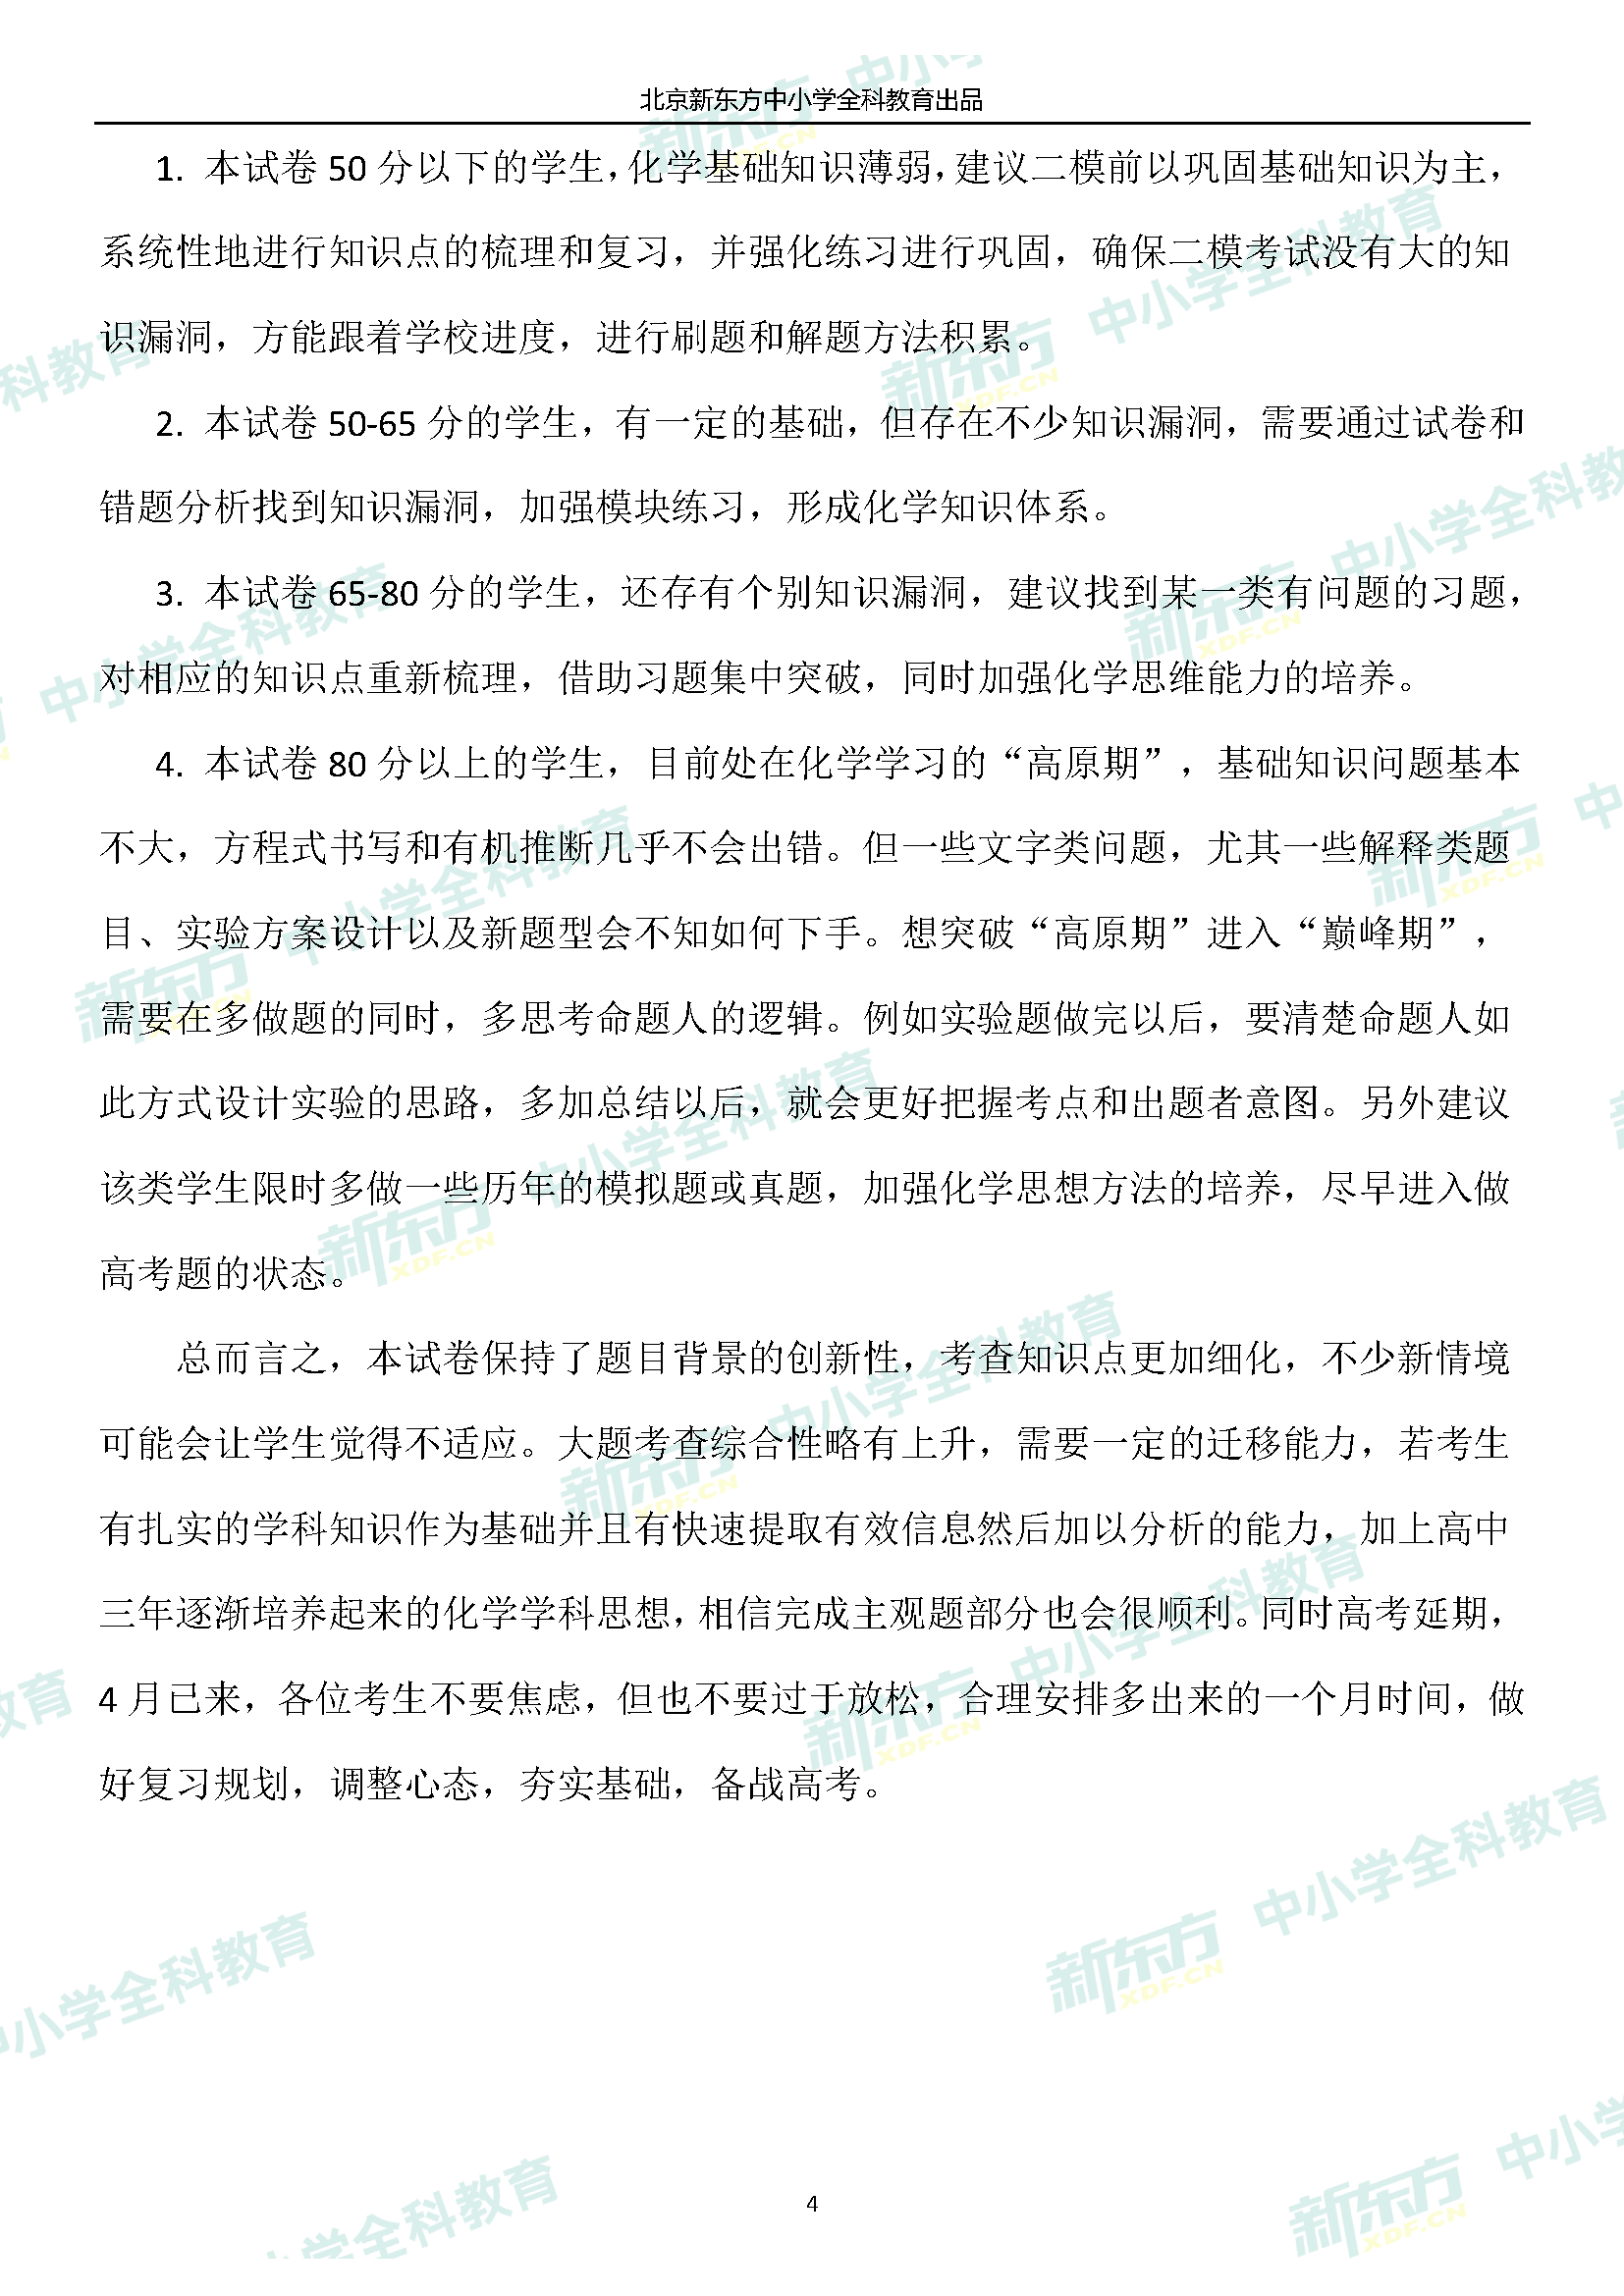 北京新东方中小学全科教育出品
1. 本试卷 50 分以下的学生，化学基础知识薄弱，建议二模前以巩固基础知识为主，
系统性地进行知识点的梳理和复习，并强化练习进行巩固，确保二模考试没有大的知
识漏洞，方能跟着学校进度，进行刷题和解题方法积累。
2. 本试卷 50-65 分的学生，有一定的基础，但存在不少知识漏洞，需要通过试卷和
错题分析找到知识漏洞，加强模块练习，形成化学知识体系。
3. 本试卷 65-80 分的学生，还存有个别知识漏洞，建议找到某一类有问题的习题，
对相应的知识点重新梳理，借助习题集中突破，同时加强化学思维能力的培养。
4. 本试卷 80 分以上的学生，目前处在化学学习的“高原期”，基础知识问题基本
不大，方程式书写和有机推断几乎不会出错。但一些文字类问题，尤其一些解释类题
目、实验方案设计以及新题型会不知如何下手。想突破“高原期”进入“巅峰期”，
需要在多做题的同时，多思考命题人的逻辑。例如实验题做完以后，要清楚命题人如
此方式设计实验的思路，多加总结以后，就会更好把握考点和出题者意图。另外建议
该类学生限时多做一些历年的模拟题或真题，加强化学思想方法的培养，尽早进入做
高考题的状态。
总而言之，本试卷保持了题目背景的创新性，考查知识点更加细化，不少新情境
可能会让学生觉得不适应。大题考查综合性略有上升，需要一定的迁移能力，若考生
有扎实的学科知识作为基础并且有快速提取有效信息然后加以分析的能力，加上高中
三年逐渐培养起来的化学学科思想，相信完成主观题部分也会很顺利。同时高考延期，
4 月已来，各位考生不要焦虑，但也不要过于放松，合理安排多出来的一个月时间，做
好复习规划，调整心态，夯实基础，备战高考。
新东方 XDF.CN 中小学全科教育
4